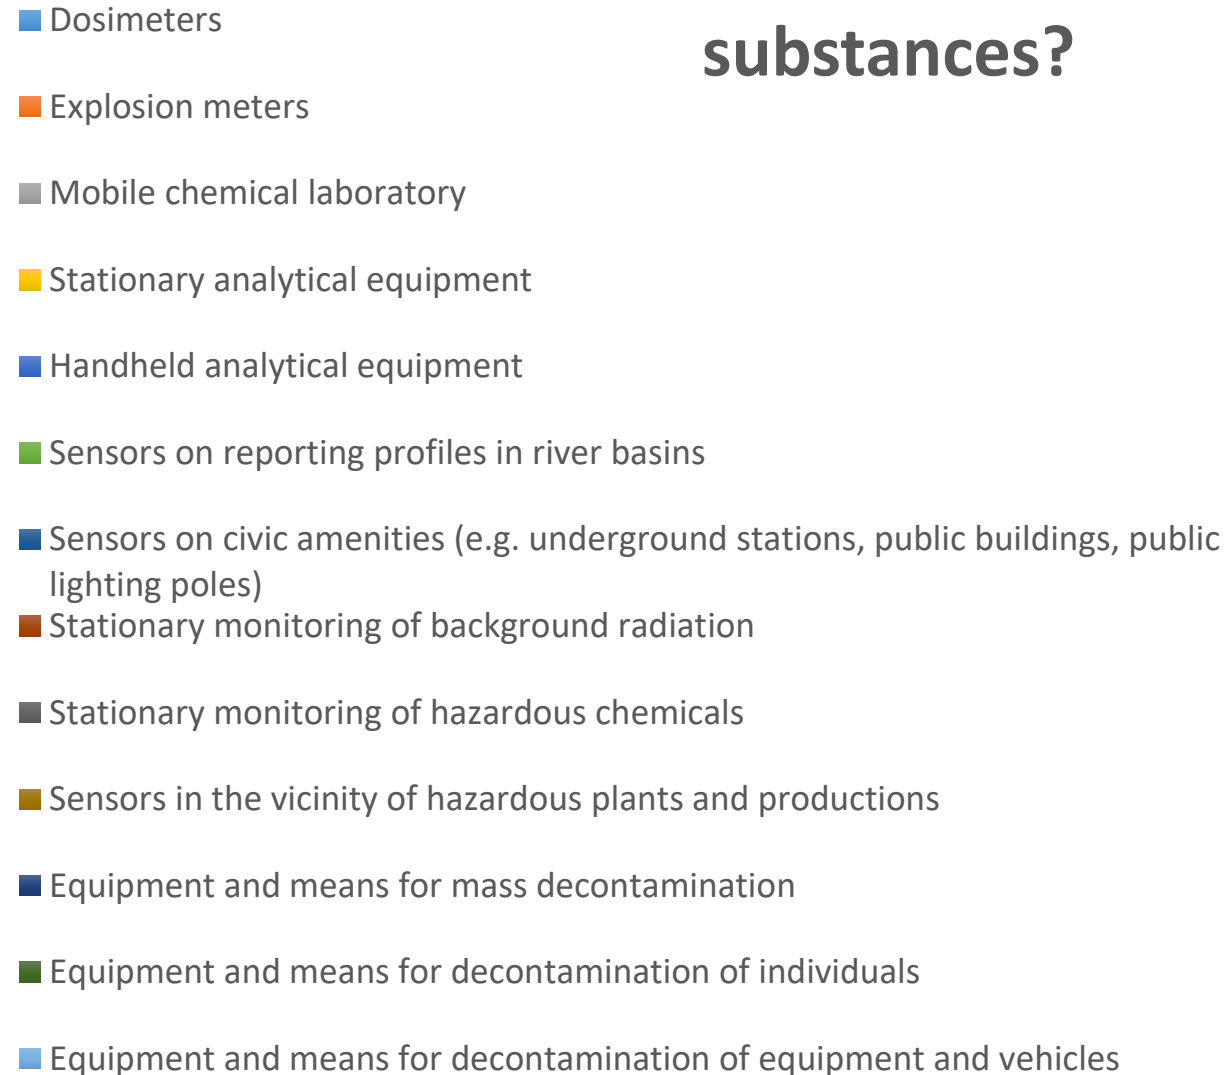 substances?
Dosimeters
Explosion meters
Mobile chemical laboratory
Stationary analytical equipment
Handheld analytical equipment
Sensors on reporting profiles in river basins
Sensors on civic amenities (e.g. underground stations, public buildings, public
lighting poles)
Stationary monitoring of background radiation
Stationary monitoring of hazardous chemicals
Sensors in the vicinity of hazardous plants and productions
Equipment and means for mass decontamination
Equipment and means for decontamination of individuals
Equipment and means for decontamination of equipment and vehicles